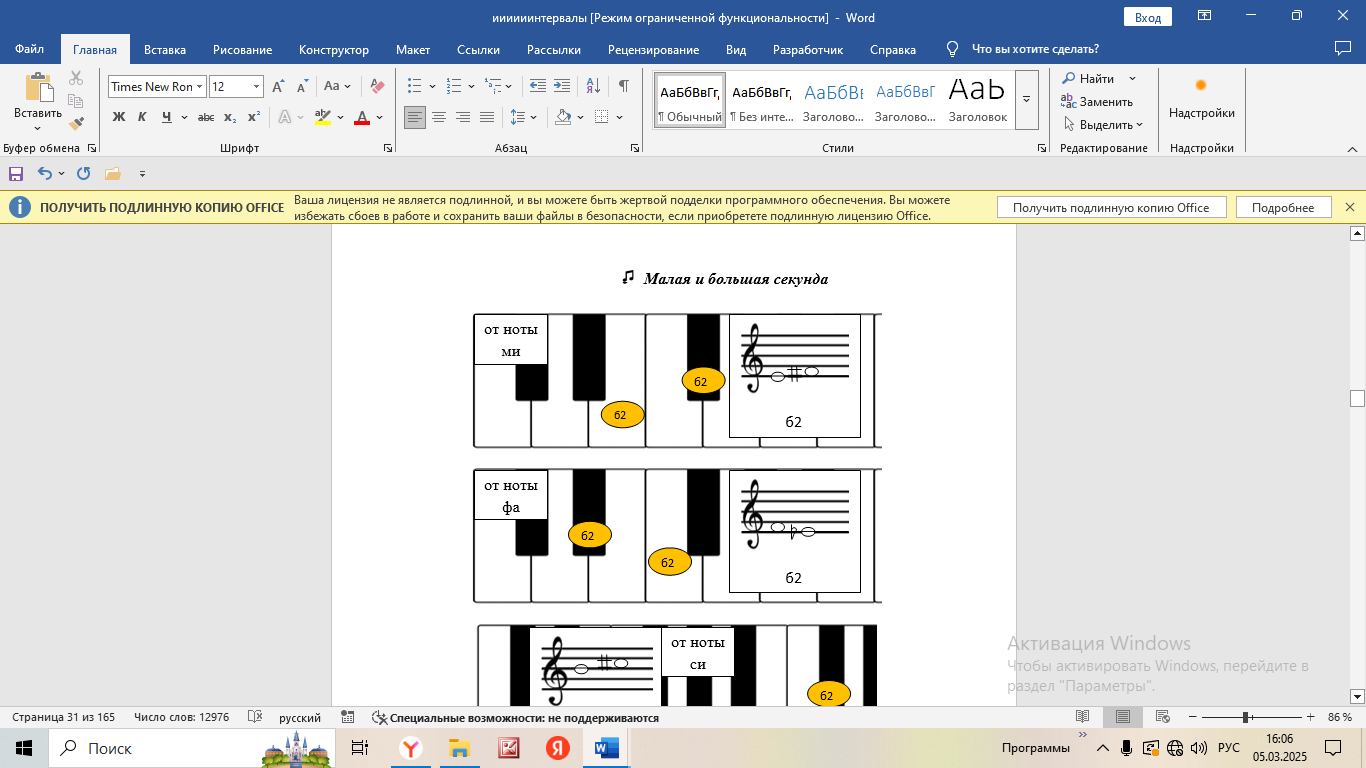 ииииинтервалы [Режим ограниченной функциональности] - Word
Вход
Файл Главная Вставка Рисование Конструктор Макет Ссылки Рассылки Рецензирование Вид Разработчик Справка Что вы хотите сделать?
Вставить
Буфер обмена
Times New Ron 12 Aa
Ж К Ч abc x₂ x² A A
Шрифт
Абзац
АаБбВвГг, АаБбВвГг, АаБбВı АаБбВвГ АаЬ
¶ Обычный ¶ Без инте... Заголово... Заголово... Заголовок
Стили
Найти
Заменить
Выделить
Редактирование
Настройки
Настройки
ПОЛУЧИТЬ ПОДЛИННУЮ КОПИЮ OFFICE
Ваша лицензия не является подлинной, и вы можете быть жертвой подделки программного обеспечения. Вы можете
избежать сбоев в работе и сохранить ваши файлы в безопасности, если приобретете подлинную лицензию Office.
Получить подлинную копию Office
Подробнее
Малая и большая секунда
от ноты
ми
б2
б2
б2
от ноты
фа
б2
б2
б2
от ноты
си
б2
Активация Windows
Чтобы активировать Windows, перейдите в
раздел "Параметры".
Страница 31 из 165 Число слов: 12976 русский Специальные возможности: не поддерживаются 86 %
Поиск
Программы
РУС
16:06
05.03.2025